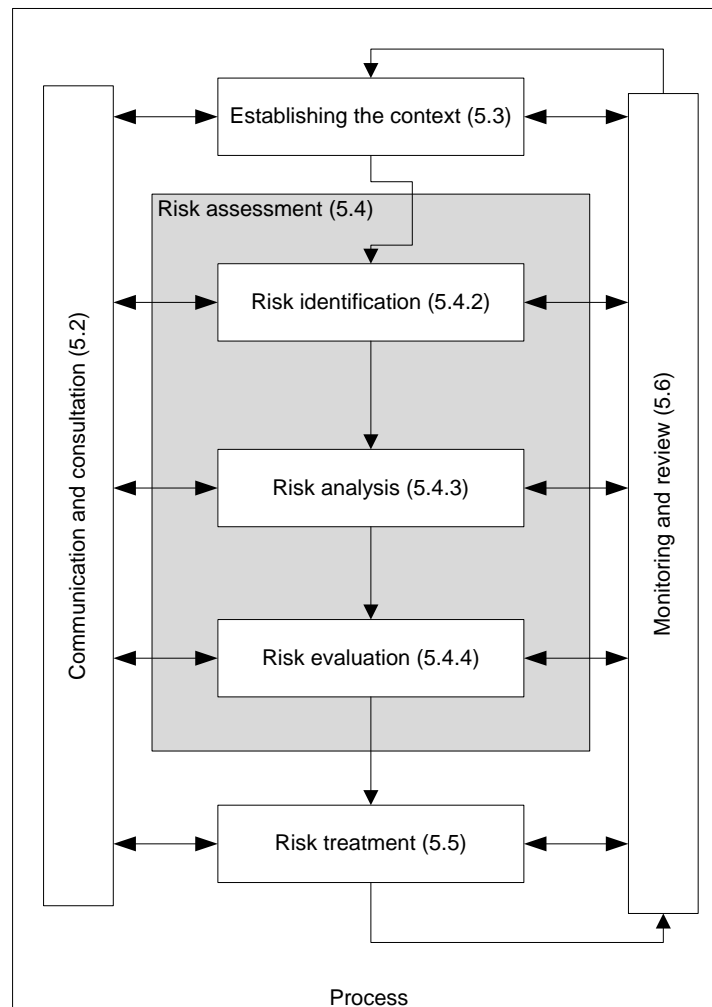 Establishing the context (5.3)
Risk assessment (5.4)
Risk identification (5.4.2)
Communication and consultation (5.2)
Monitoring and review (5.6)
Risk analysis (5.4.3)
Risk evaluation (5.4.4)
Risk treatment (5.5)
Process